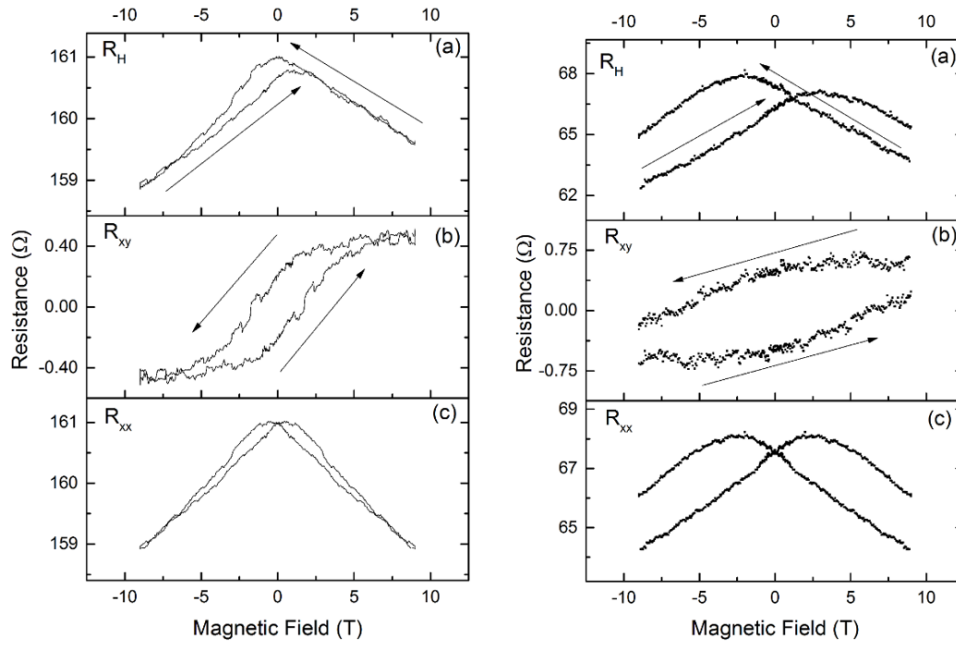 -10 -5 0 5 10
161
160
159
R_H
(a)
0.40
0.00
-0.40
R_xy
(b)
161
160
159
R_xx
(c)
Resistance (Ω)
-10 -5 0 5 10
Magnetic Field (T)
-10 -5 0 5 10
68
65
62
R_H
(a)
0.75
0.00
-0.75
R_xy
(b)
69
67
65
R_xx
(c)
Resistance (Ω)
-10 -5 0 5 10
Magnetic Field (T)